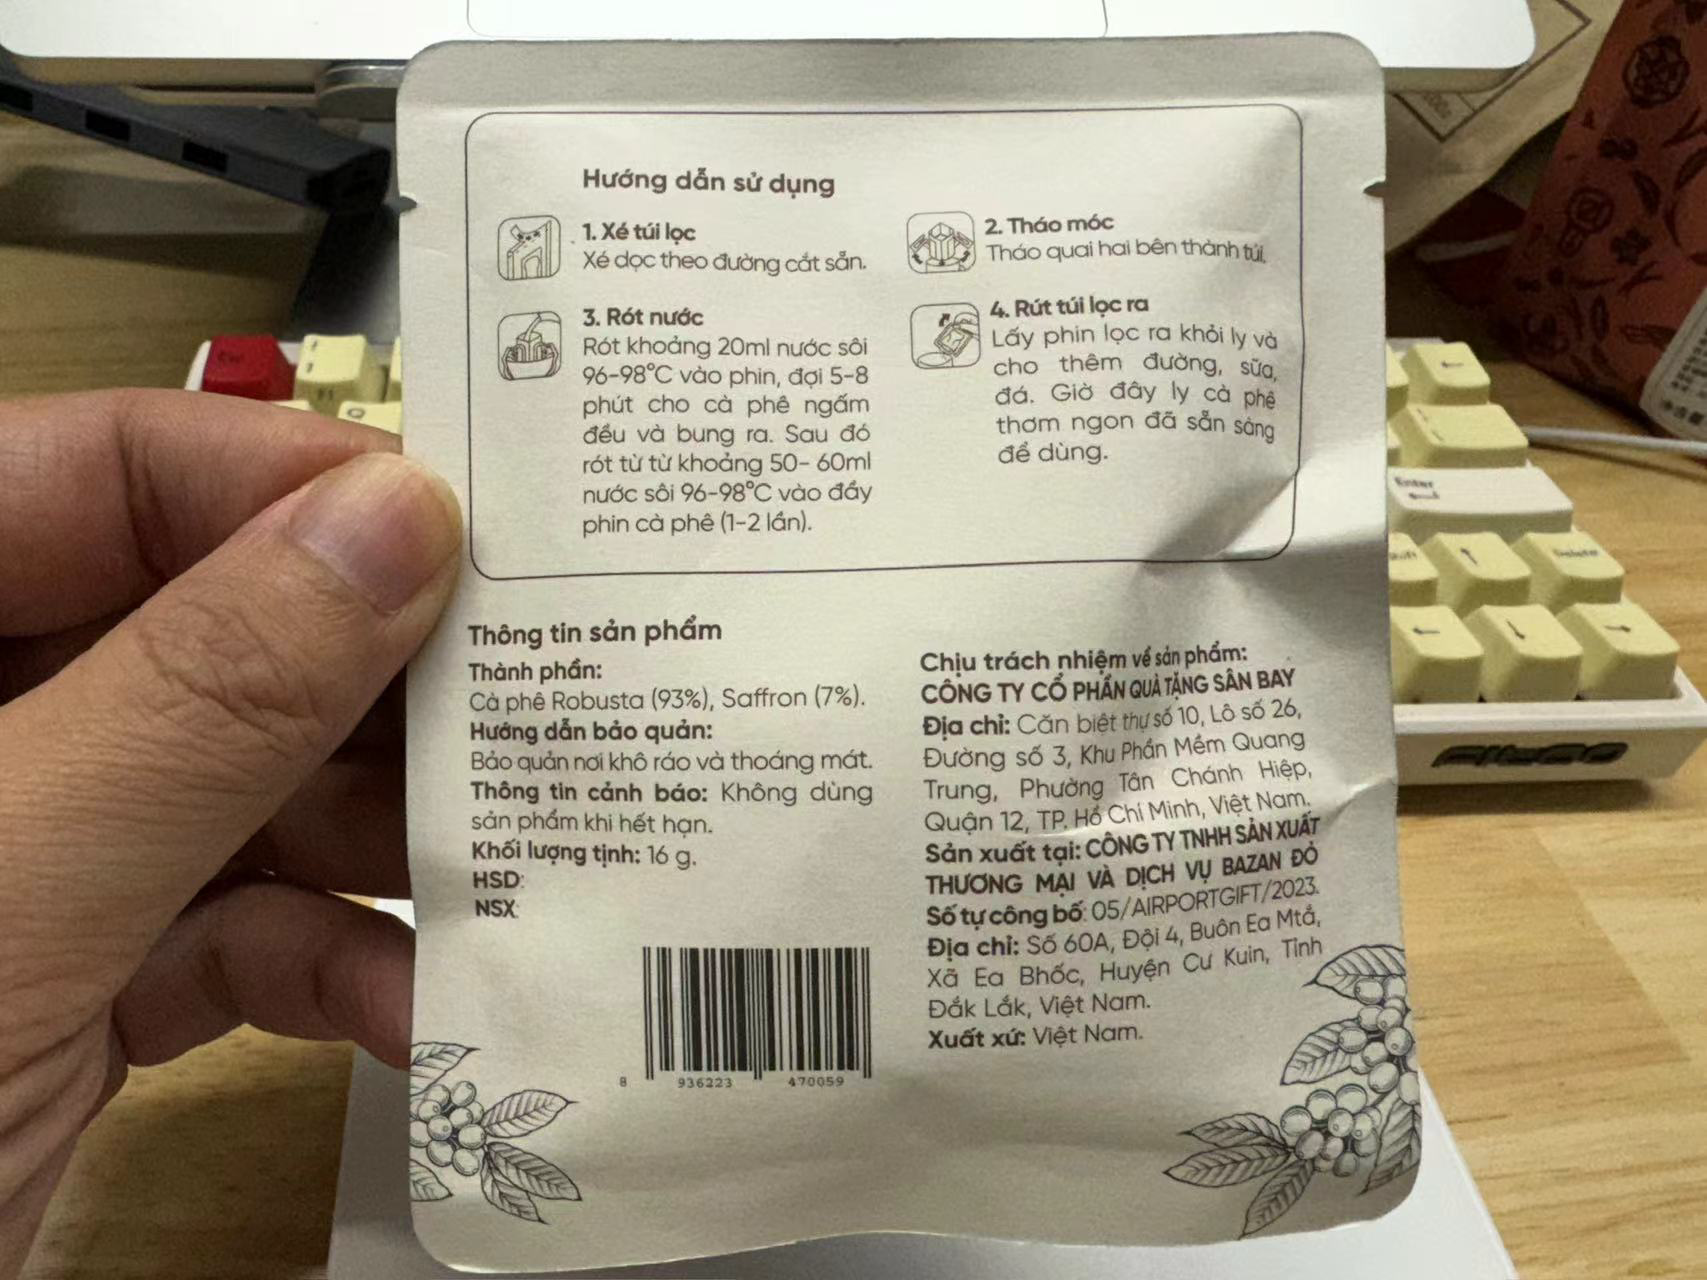 Hướng dẫn sử dụng
1. Xé túi lọc
Xé dọc theo đường cắt sẵn.
2. Tháo móc
Tháo quai hai bên thành túi.
3. Rót nước
Rót khoảng 20ml nước sôi
96-98°C vào phin, đợi 5-8
phút cho cà phê ngấm
đều và bung ra. Sau đó
rót từ từ khoảng 50- 60ml
nước sôi 96-98°C vào đầy
phin cà phê (1-2 lần).
4. Rút túi lọc ra
Lấy phin lọc ra khỏi ly và
cho thêm đường, sữa,
đá. Giờ đây ly cà phê
thơm ngon đã sẵn sàng
để dùng.
Thông tin sản phẩm
Thành phần:
Cà phê Robusta (93%), Saffron (7%).
Hướng dẫn bảo quản:
Bảo quản nơi khô ráo và thoáng mát.
Thông tin cảnh báo: Không dùng
sản phẩm khi hết hạn.
Khối lượng tịnh: 16 g.
HSD:
NSX:
8 936223 470059
Chịu trách nhiệm về sản phẩm:
CÔNG TY CỔ PHẦN QUÀ TẶNG SÂN BAY
Địa chỉ: Căn biệt thự số 10, Lô số 26,
Đường số 3, Khu Phần Mềm Quang
Trung, Phường Tân Chánh Hiệp,
Quận 12, TP. Hồ Chí Minh, Việt Nam.
Sản xuất tại: CÔNG TY TNHH SẢN XUẤT
THƯƠNG MẠI VÀ DỊCH VỤ BAZAN ĐỎ
Số tự công bố: 05/AIRPORTGIFT/2023.
Địa chỉ: Số 60A, Đội 4, Buôn Ea Mtá,
Xã Ea Bhốc, Huyện Cư Kuin, Tỉnh
Đắk Lắk, Việt Nam.
Xuất xứ: Việt Nam.
Enter
Delete